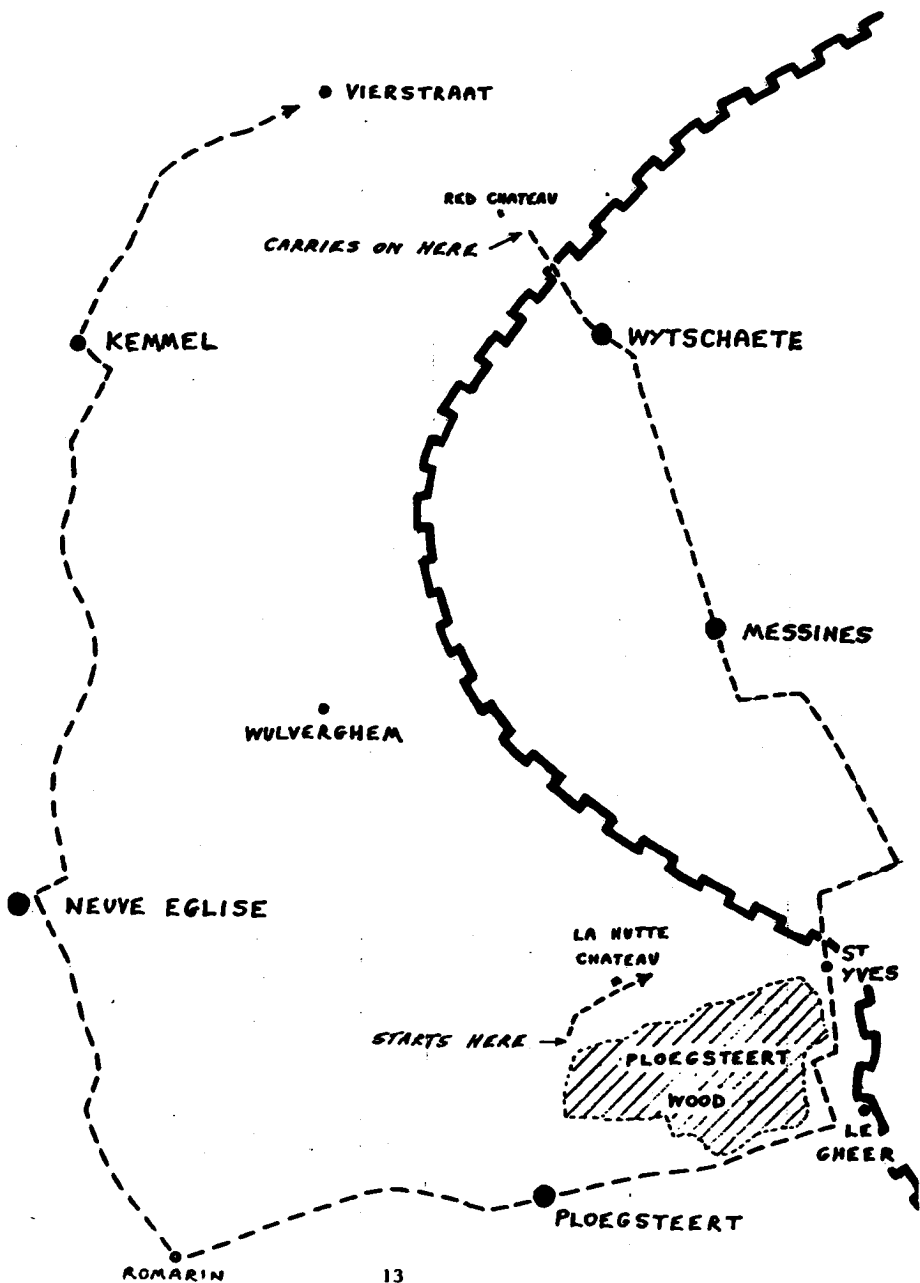 VIERSTRAAT
RED CHATEAU
CARRIES ON HERE
KEMMEL
WYTSCHAETE
MESSINES
WULVERGHEM
NEUVE EGLISE
LA HUTTE
CHATEAU
ST
YVES
STARTS HERE
PLOEGSTEERT
WOOD
LE
GHEER
PLOEGSTEERT
ROMARIN
13